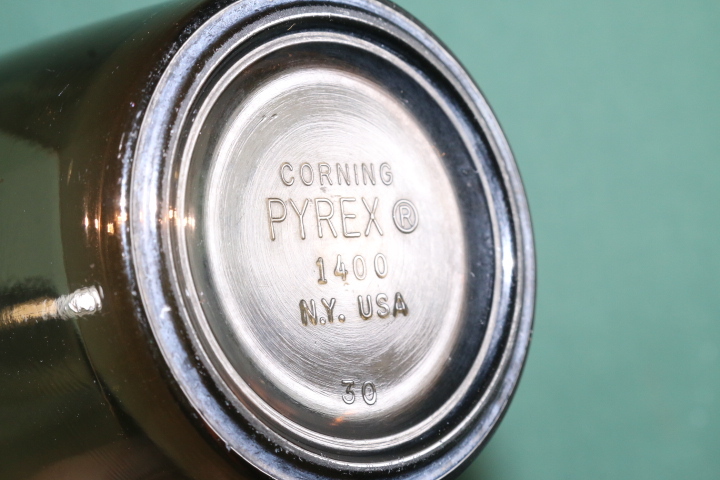 CORNING
PYREX®
1400
N.Y. USA
30